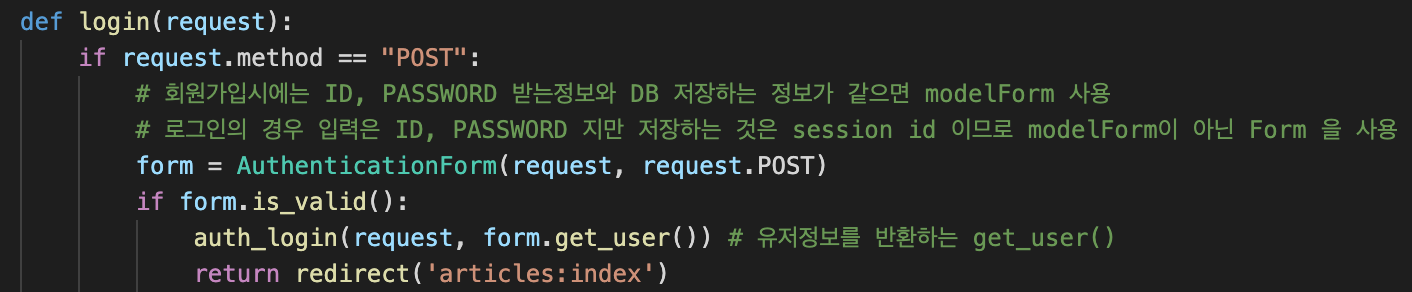 def login(request):
    if request.method == "POST":
        # 회원가입시에는 ID, PASSWORD 받는정보와 DB 저장하는 정보가 같으면 modelForm 사용
        # 로그인의 경우 입력은 ID, PASSWORD 지만 저장하는 것은 session id 이므로 modelForm이 아닌 Form 을 사용
        form = AuthenticationForm(request, request.POST)
        if form.is_valid():
            auth_login(request, form.get_user()) # 유저정보를 반환하는 get_user()
            return redirect('articles:index')